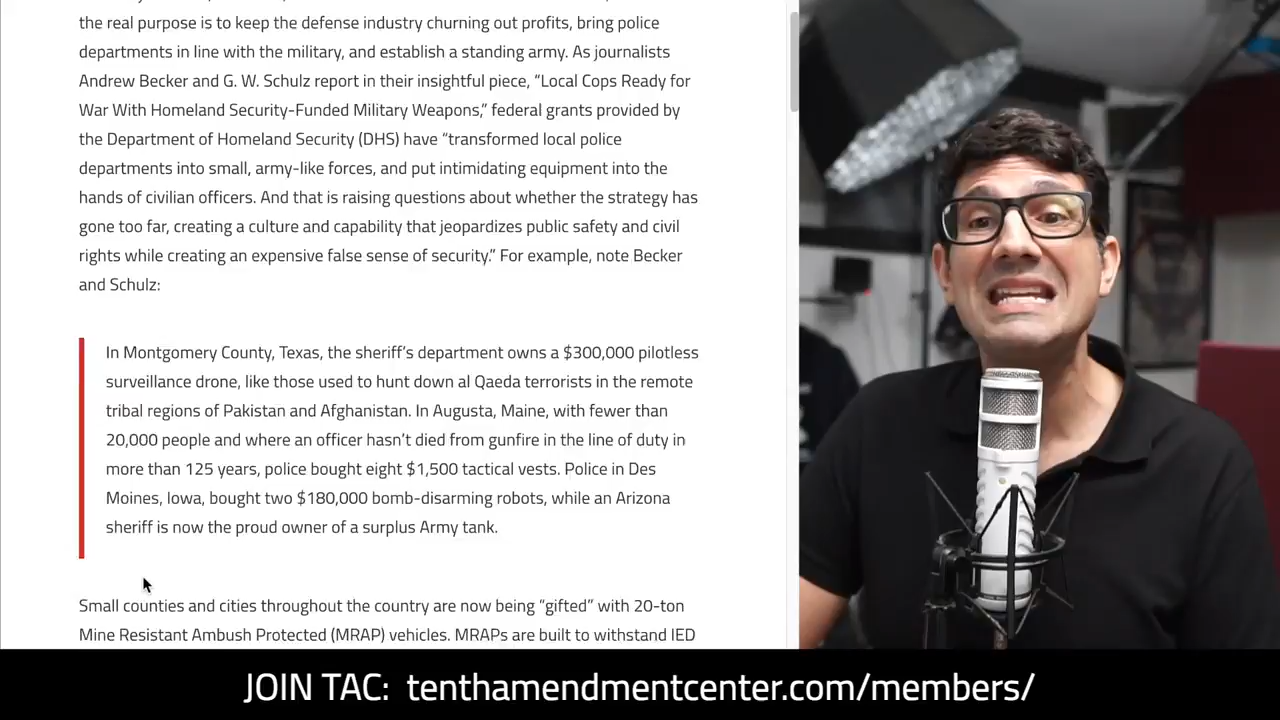 the real purpose is to keep the defense industry churning out profits, bring police
departments in line with the military, and establish a standing army. As journalists
Andrew Becker and G. W. Schulz report in their insightful piece, “Local Cops Ready for
War With Homeland Security-Funded Military Weapons,” federal grants provided by
the Department of Homeland Security (DHS) have “transformed local police
departments into small, army-like forces, and put intimidating equipment into the
hands of civilian officers. And that is raising questions about whether the strategy has
gone too far, creating a culture and capability that jeopardizes public safety and civil
rights while creating an expensive false sense of security.” For example, note Becker
and Schulz:
In Montgomery County, Texas, the sheriff’s department owns a $300,000 pilotless
surveillance drone, like those used to hunt down al Qaeda terrorists in the remote
tribal regions of Pakistan and Afghanistan. In Augusta, Maine, with fewer than
20,000 people and where an officer hasn’t died from gunfire in the line of duty in
more than 125 years, police bought eight $1,500 tactical vests. Police in Des
Moines, Iowa, bought two $180,000 bomb-disarming robots, while an Arizona
sheriff is now the proud owner of a surplus Army tank.
Small counties and cities throughout the country are now being “gifted” with 20-ton
Mine Resistant Ambush Protected (MRAP) vehicles. MRAPs are built to withstand IED
JOIN TAC: tenthamendmentcenter.com/members/